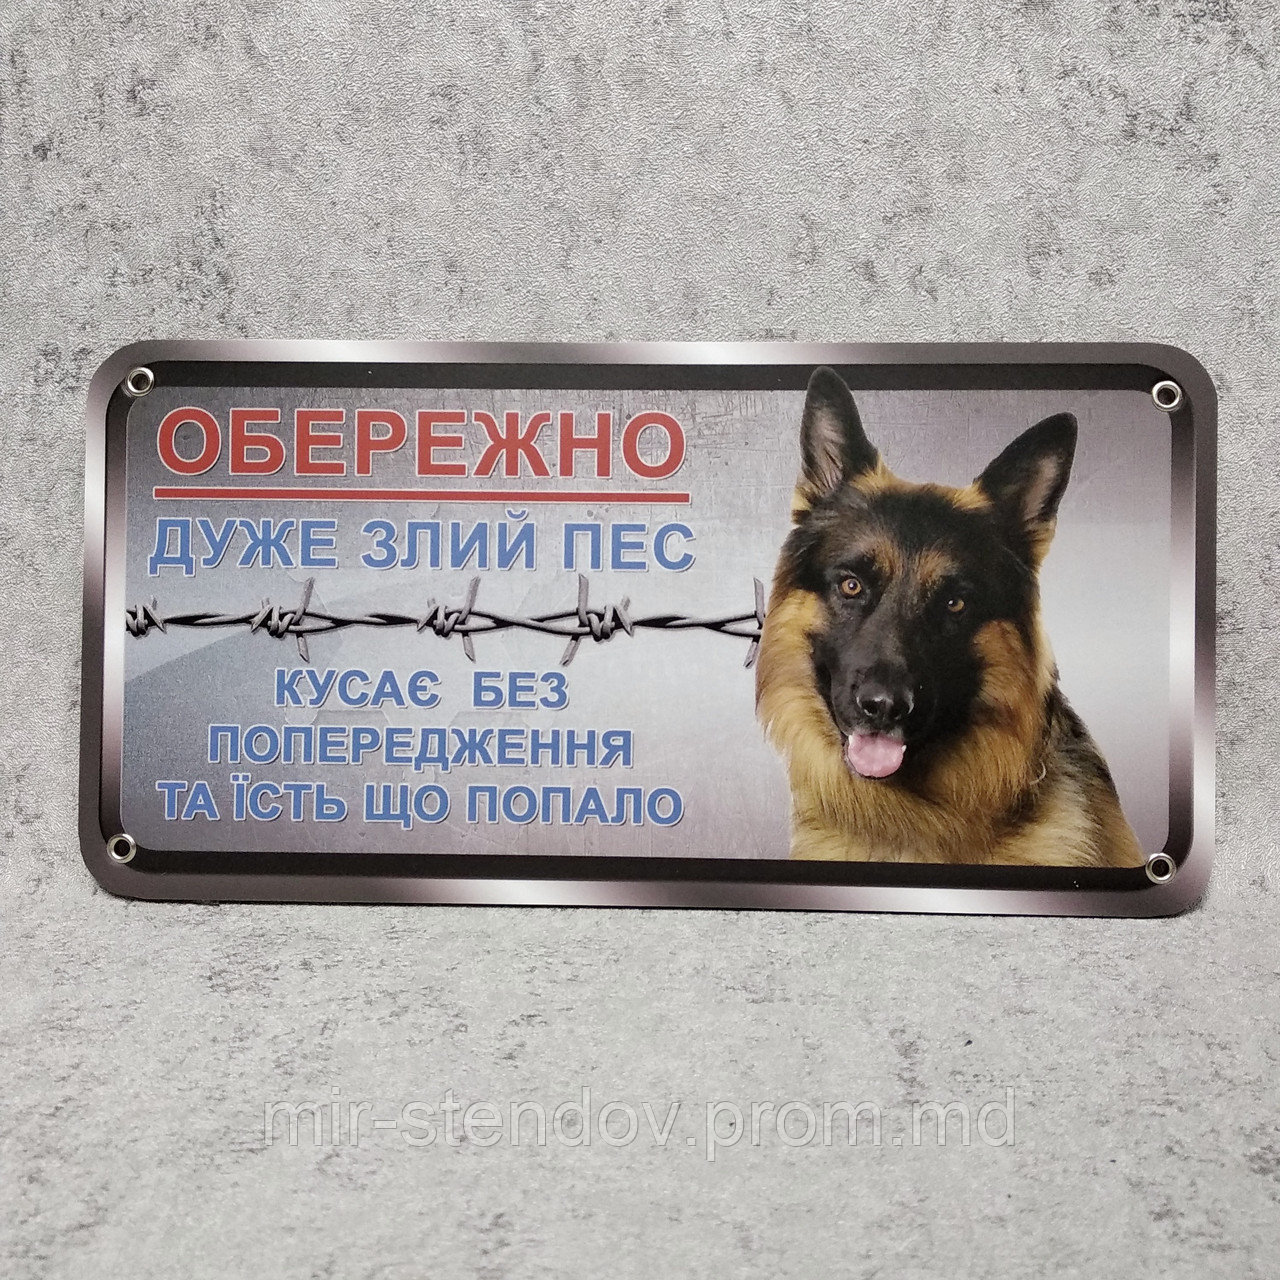 ОБЕРЕЖНО
ДУЖЕ ЗЛИЙ ПЕС
КУСАЄ БЕЗ
ПОПЕРЕДЖЕННЯ
ТА ЇСТЬ ЩО ПОПАЛО
mir-stendov.prom.md